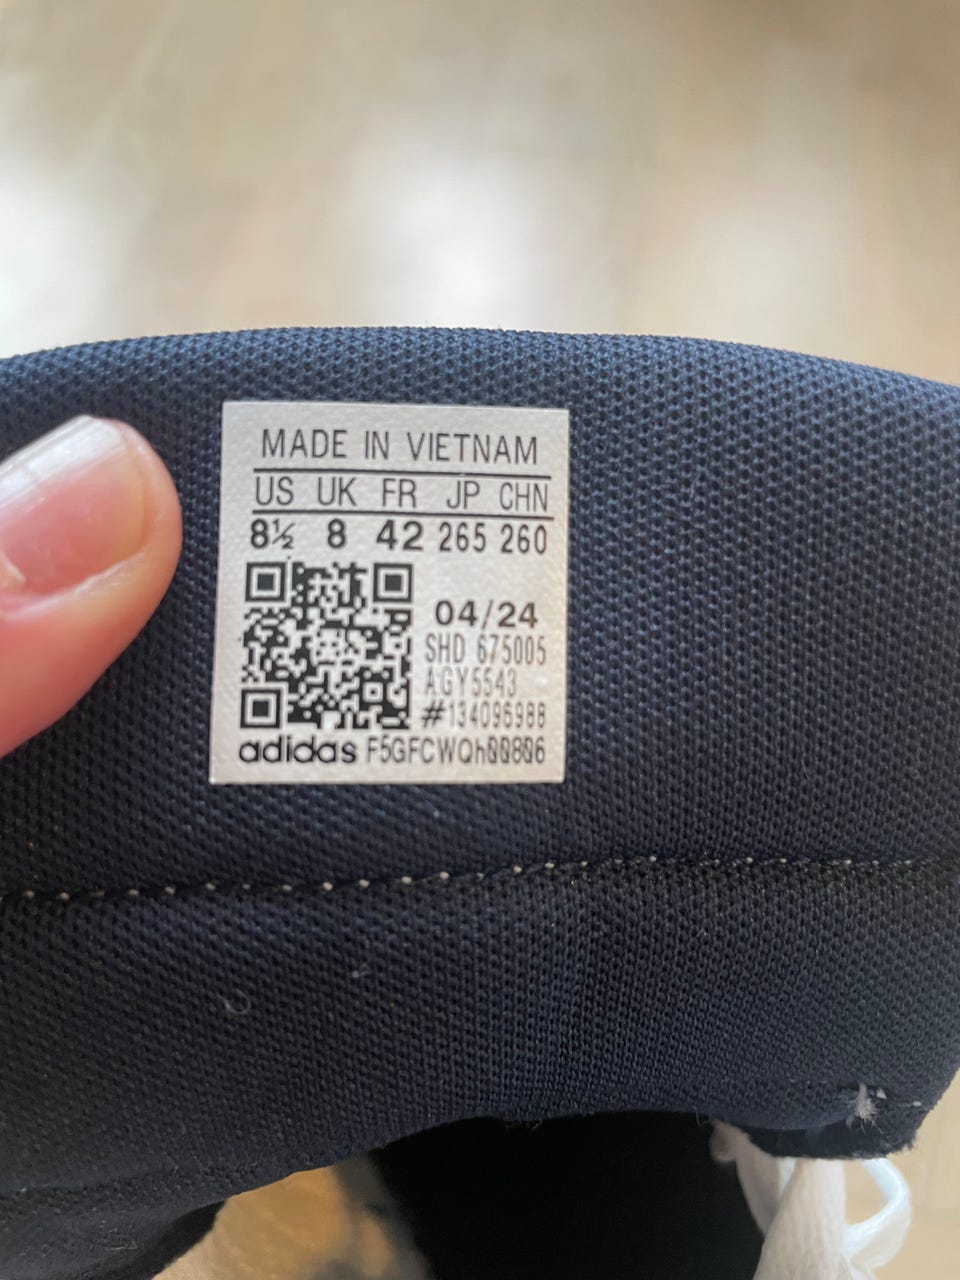 MADE IN VIETNAM
US UK FR JP CHN
8½ 8 42 265 260
04/24
SHD 675005
AGY5543
#134096988
adidas F5GFCWQh00806